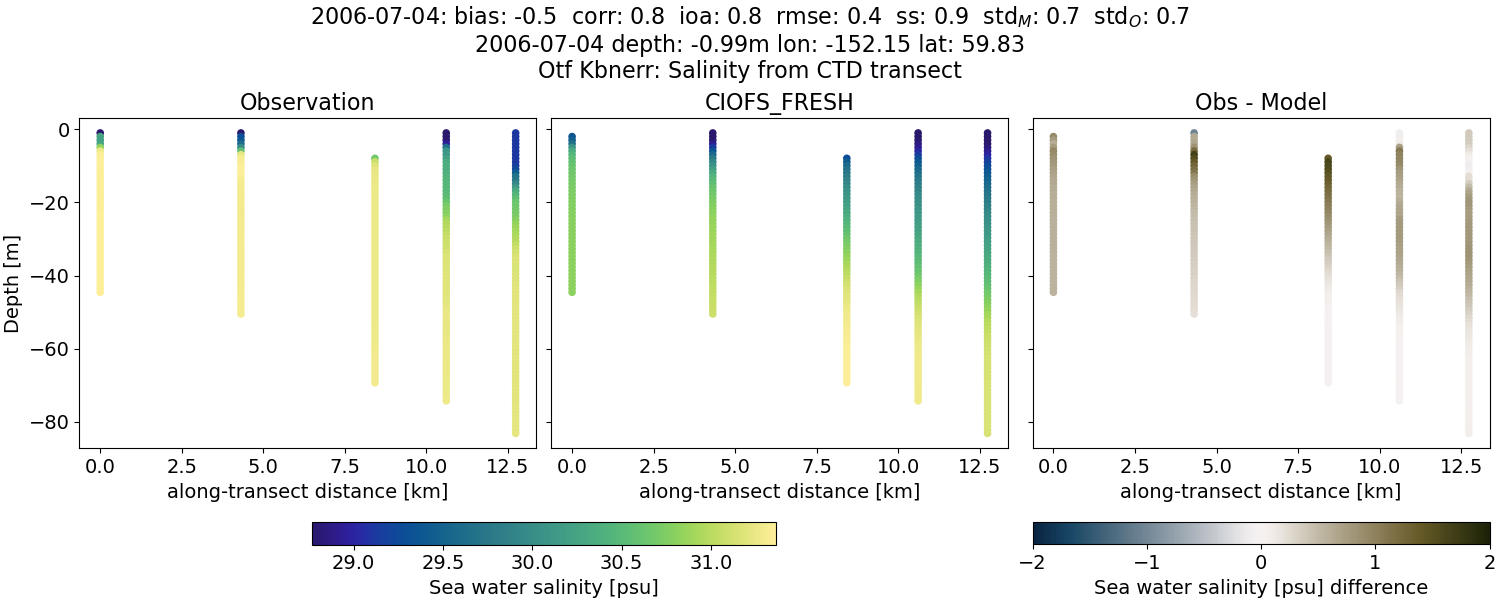 2006-07-04: bias: -0.5  corr: 0.8  ioa: 0.8  rmse: 0.4  ss: 0.9  std_M: 0.7  std_O: 0.7
2006-07-04 depth: -0.99m lon: -152.15 lat: 59.83
Otf Kbnerr: Salinity from CTD transect
Observation
CIOFS_FRESH
Obs - Model
Depth [m]
0
−20
−40
−60
−80
0.0 2.5 5.0 7.5 10.0 12.5
0.0 2.5 5.0 7.5 10.0 12.5
0.0 2.5 5.0 7.5 10.0 12.5
along-transect distance [km]
along-transect distance [km]
along-transect distance [km]
29.0 29.5 30.0 30.5 31.0
Sea water salinity [psu]
−2 −1 0 1 2
Sea water salinity [psu] difference